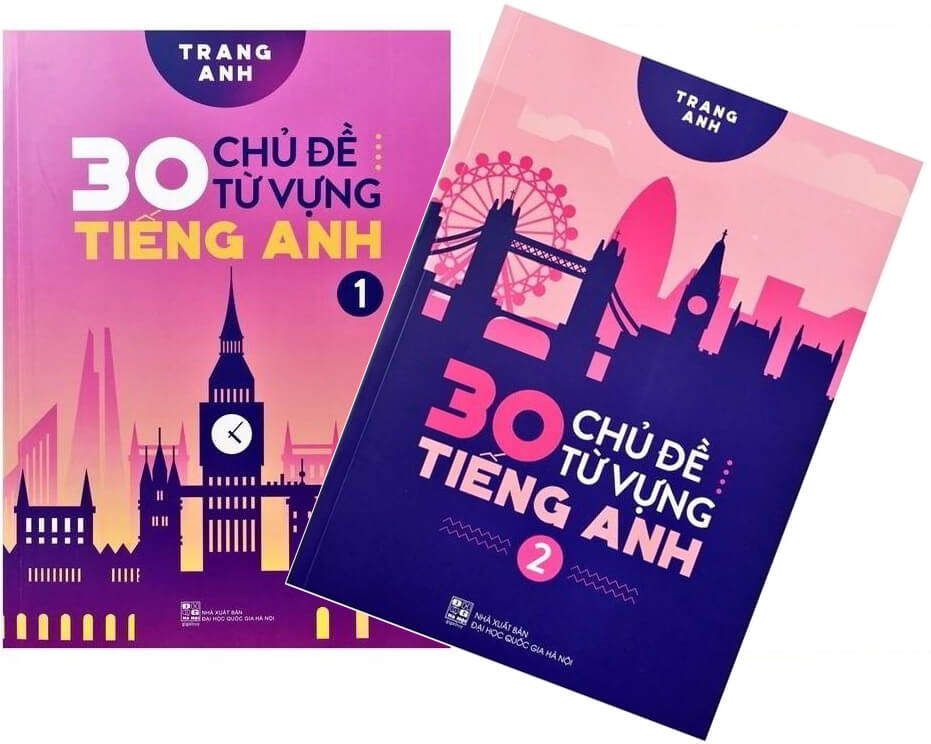 TRANG
ANH
30
CHỦ ĐỀ
TỪ VỰNG
TIẾNG ANH
1
NHÀ XUẤT BẢN
ĐẠI HỌC QUỐC GIA HÀ NỘI
TRANG
ANH
30
CHỦ ĐỀ
TỪ VỰNG
TIẾNG ANH
2
NHÀ XUẤT BẢN
ĐẠI HỌC QUỐC GIA HÀ NỘI